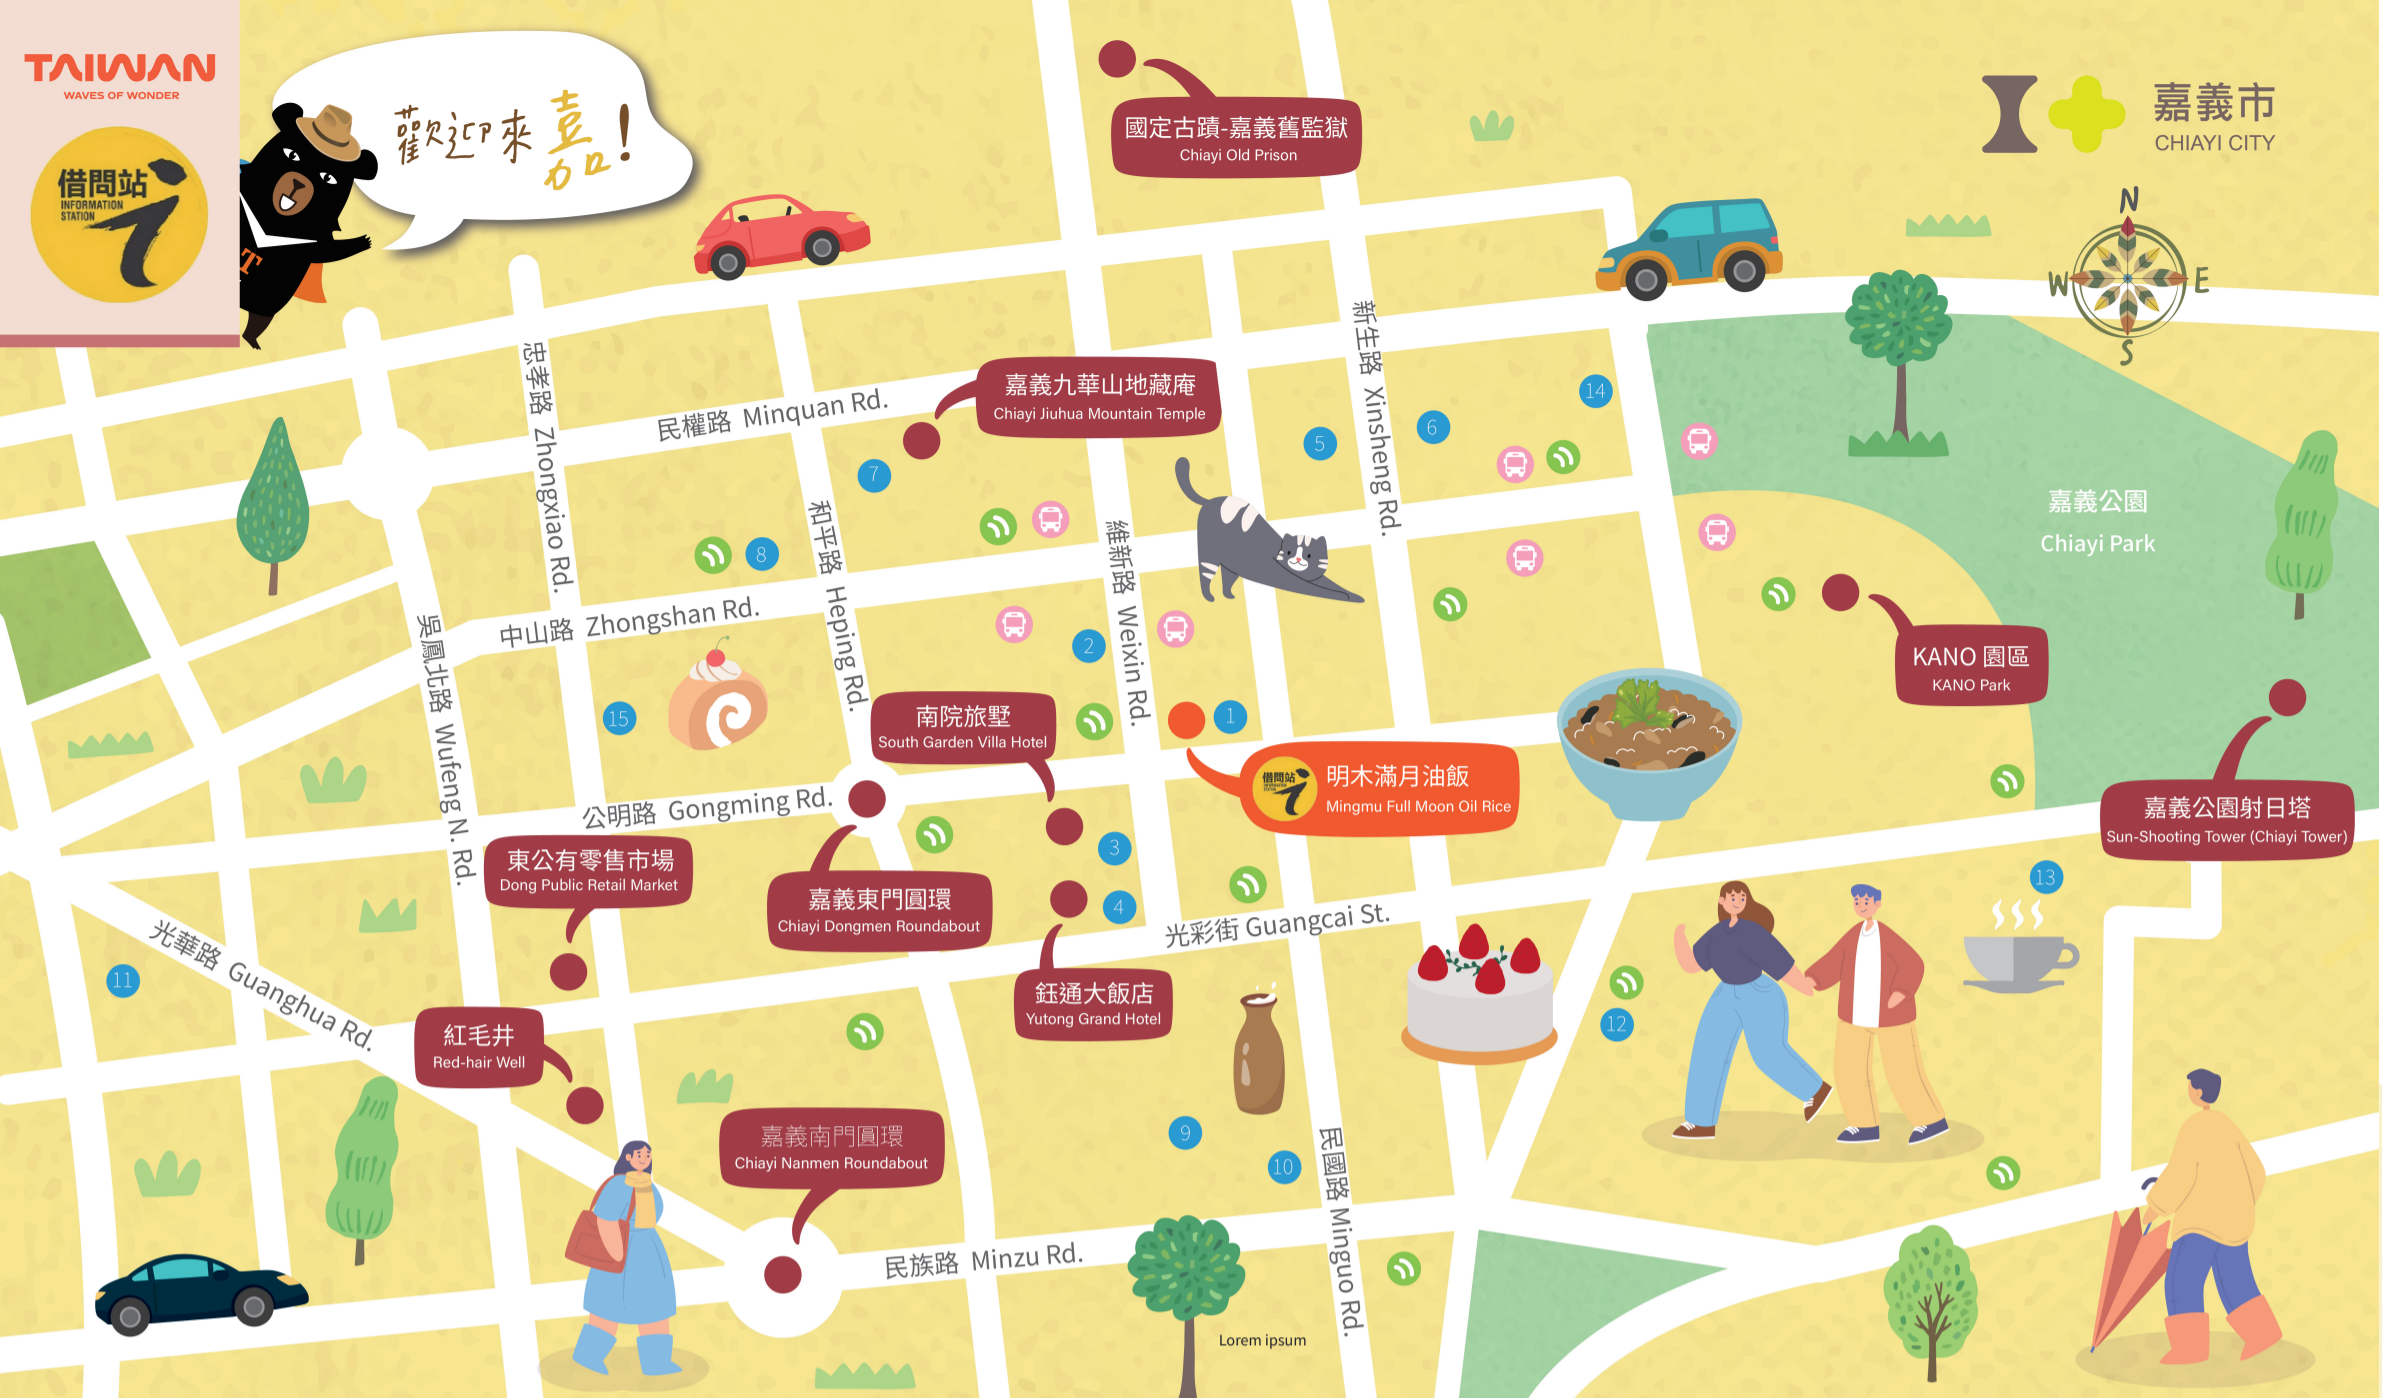 TAIWAN
WAVES OF WONDER
借問站
INFORMATION
STATION
歡迎來嘉!
T
國定古蹟-嘉義舊監獄
Chiayi Old Prison
嘉義市
CHIAYI CITY
N
W
E
S
忠孝路 Zhongxiao Rd.
民權路 Minquan Rd.
嘉義九華山地藏庵
Chiayi Jiuhua Mountain Temple
新生路 Xinsheng Rd.
14
6
5
7
嘉義公園
Chiayi Park
和平路 Heping Rd.
維新路 Weixin Rd.
8
中山路 Zhongshan Rd.
吳鳳北路 Wufeng N. Rd.
2
KANO 園區
KANO Park
15
南院旅墅
South Garden Villa Hotel
1
借問站
INFORMATION
STATION
明木滿月油飯
Mingmu Full Moon Oil Rice
公明路 Gongming Rd.
嘉義公園射日塔
Sun-Shooting Tower (Chiayi Tower)
東公有零售市場
Dong Public Retail Market
3
嘉義東門圓環
Chiayi Dongmen Roundabout
4
13
光彩街 Guangcai St.
光華路 Guanghua Rd.
11
鈺通大飯店
Yutong Grand Hotel
12
紅毛井
Red-hair Well
嘉義南門圓環
Chiayi Nanmen Roundabout
9
10
民國路 Minguo Rd.
民族路 Minzu Rd.
Lorem ipsum